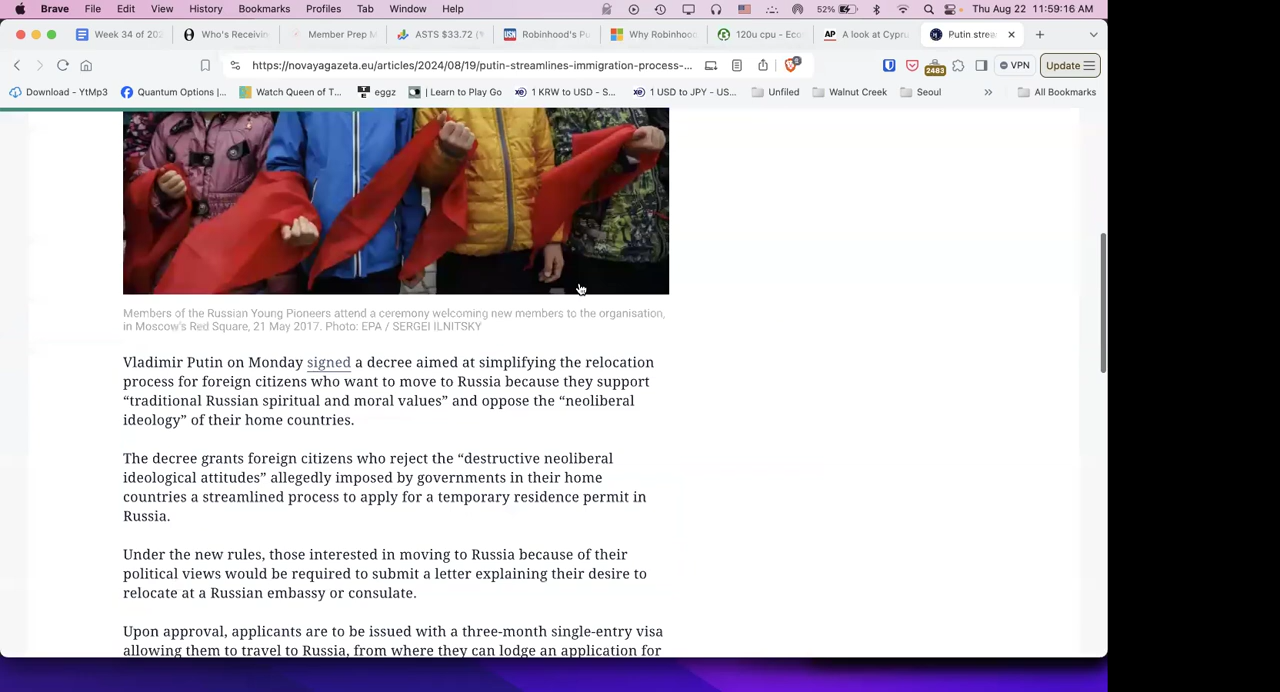 Brave File Edit View History Bookmarks Profiles Tab Window Help 52% Thu Aug 22 11:59:16 AM
Week 34 of 202 Who's Receivin Member Prep M ASTS $33.72 Robinhood's Pu Why Robinhoo 120u cpu - Eco A look at Cypru Putin strea
https://novayagazeta.eu/articles/2024/08/19/putin-streamlines-immigration-process-... 2483 VPN Update
Download - YtMp3 Quantum Options |... Watch Queen of T... eggz | Learn to Play Go 1 KRW to USD - S... 1 USD to JPY - US... Unfiled Walnut Creek Seoul » All Bookmarks
Members of the Russian Young Pioneers attend a ceremony welcoming new members to the organisation,
in Moscow's Red Square, 21 May 2017. Photo: EPA / SERGEI ILNITSKY
Vladimir Putin on Monday signed a decree aimed at simplifying the relocation
process for foreign citizens who want to move to Russia because they support
“traditional Russian spiritual and moral values” and oppose the “neoliberal
ideology” of their home countries.
The decree grants foreign citizens who reject the “destructive neoliberal
ideological attitudes” allegedly imposed by governments in their home
countries a streamlined process to apply for a temporary residence permit in
Russia.
Under the new rules, those interested in moving to Russia because of their
political views would be required to submit a letter explaining their desire to
relocate at a Russian embassy or consulate.
Upon approval, applicants are to be issued with a three-month single-entry visa
allowing them to travel to Russia, from where they can lodge an application for